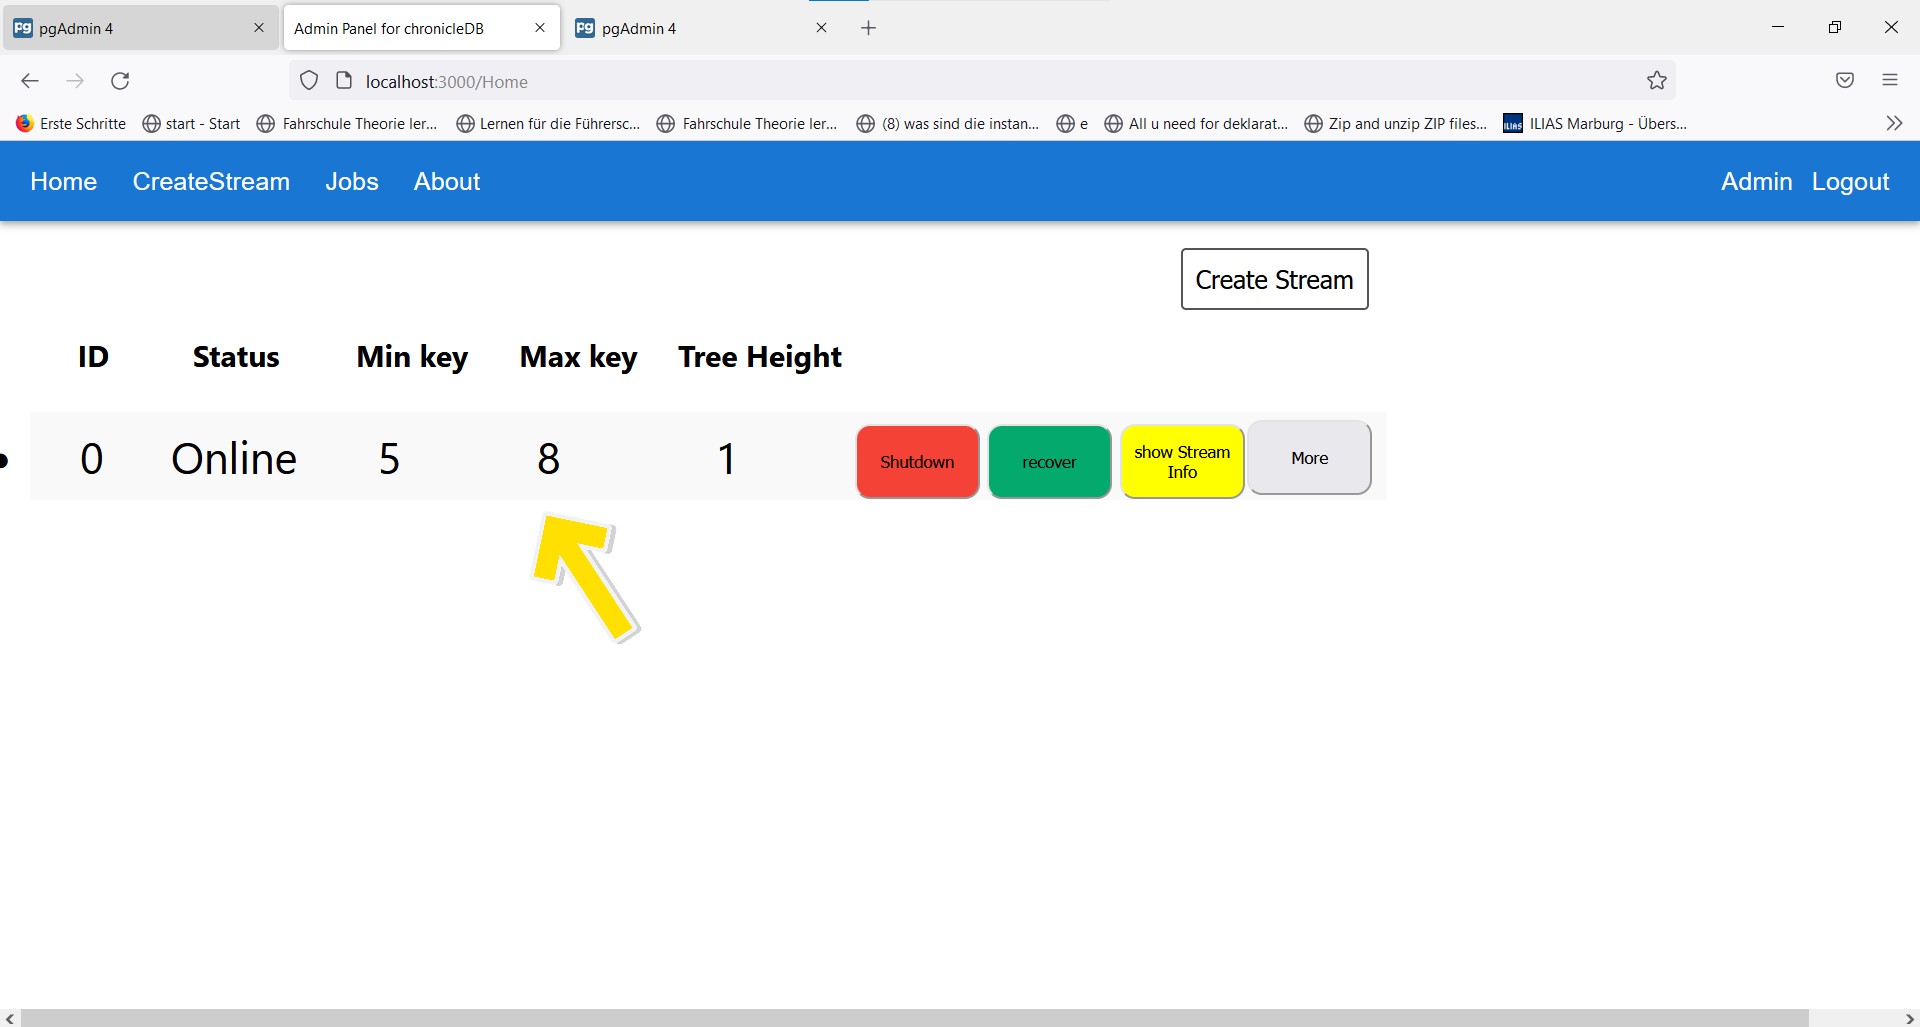 pgAdmin 4
Admin Panel for chronicleDB
pgAdmin 4
localhost:3000/Home
Erste Schritte
start - Start
Fahrschule Theorie ler...
Lernen für die Führersc...
Fahrschule Theorie ler...
(8) was sind die instan...
e
All u need for deklarat...
Zip and unzip ZIP files...
ILIAS Marburg - Übers...
Home CreateStream Jobs About Admin Logout
Create Stream
ID Status Min key Max key Tree Height
0 Online 5 8 1
Shutdown
recover
show Stream
Info
More